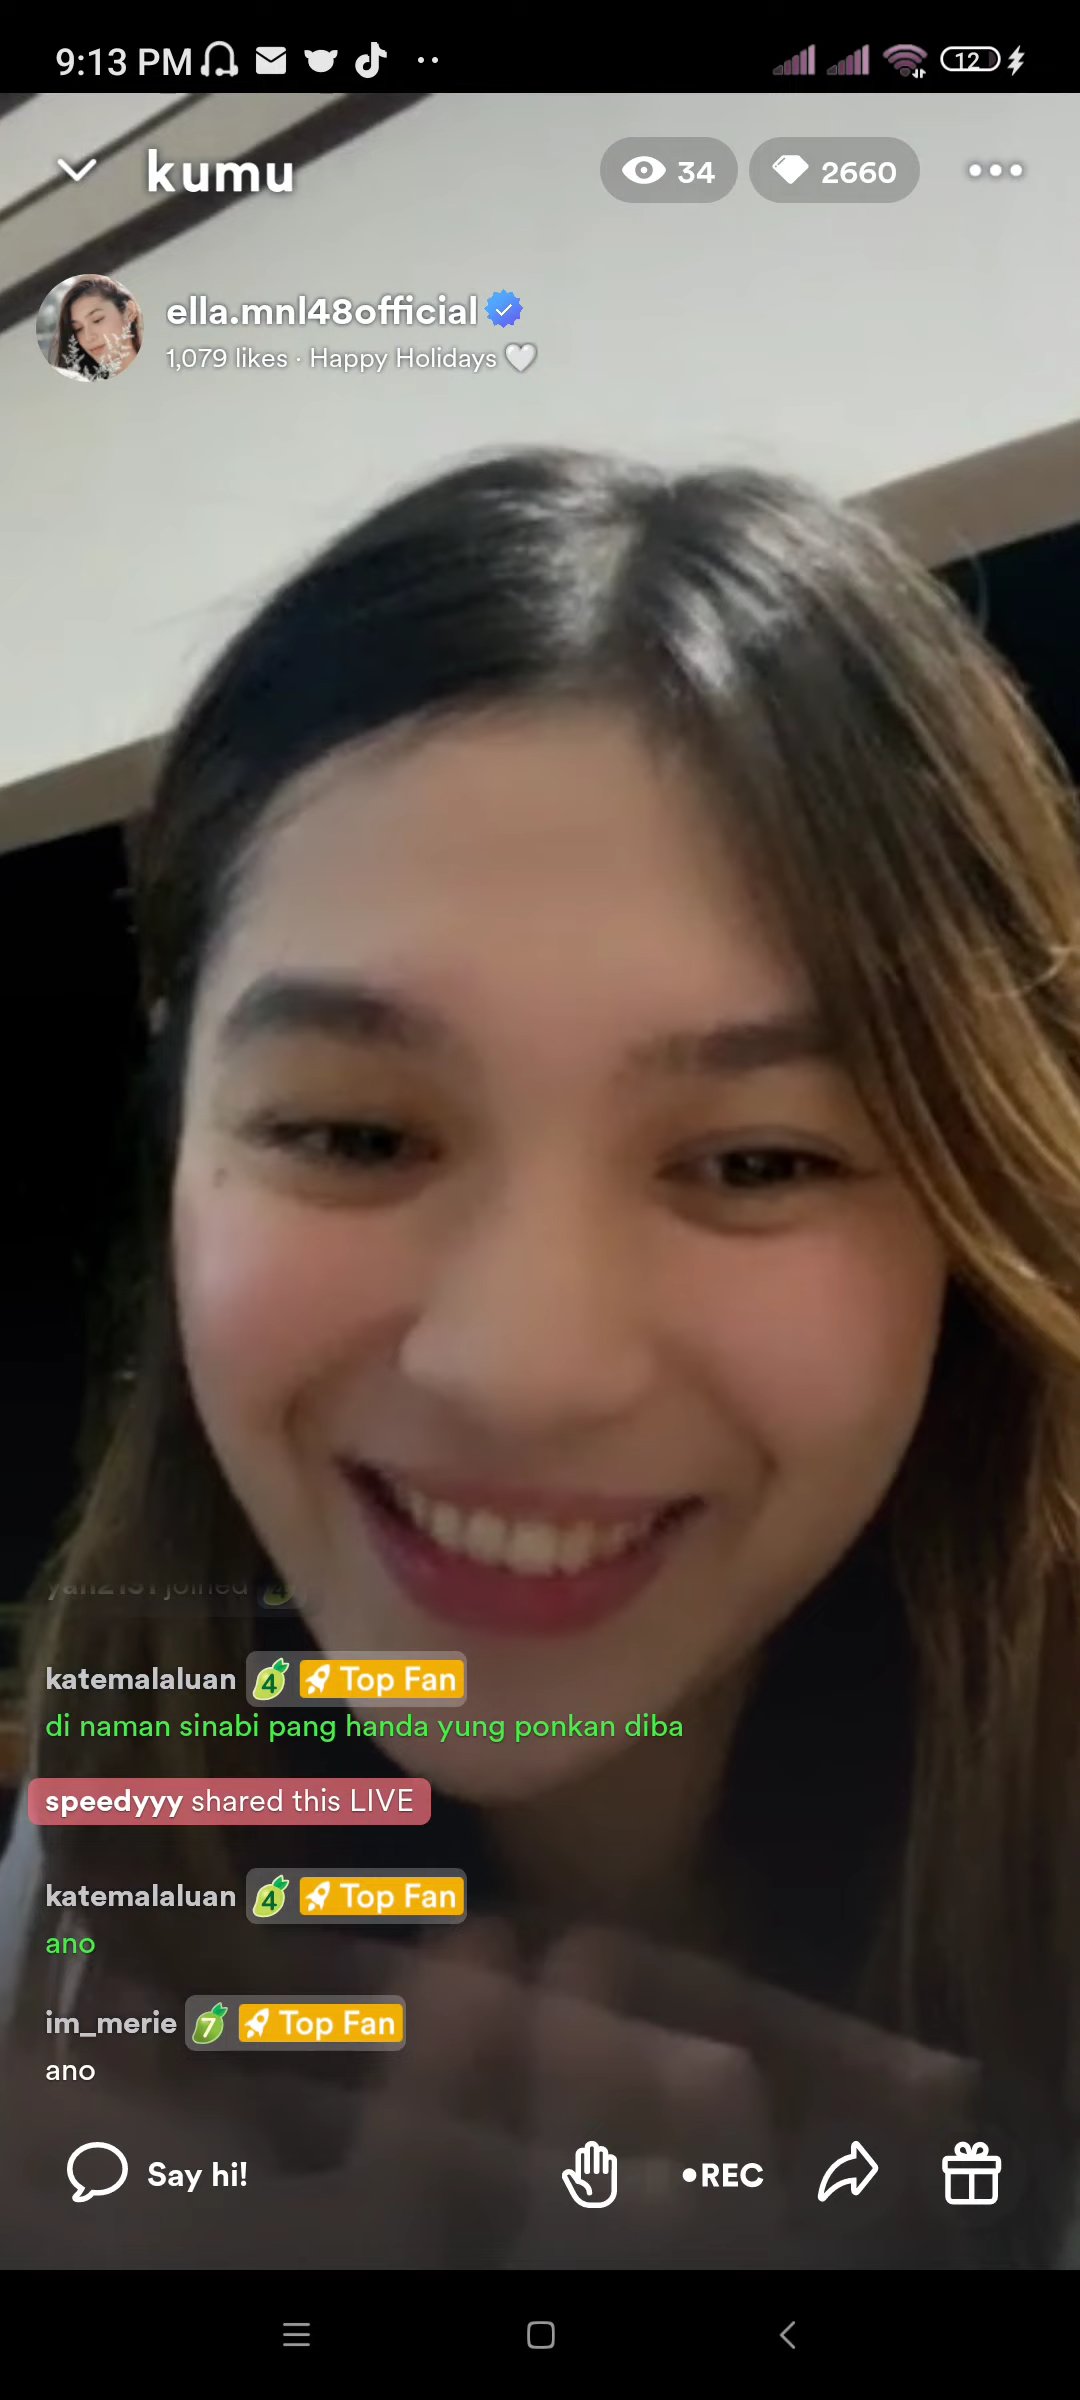 9:13 PM
12
kumu
34
2660
ella.mnl48official
1,079 likes · Happy Holidays 🤍
joined
katemalaluan 4 Top Fan
di naman sinabi pang handa yung ponkan diba
speedyyy shared this LIVE
katemalaluan 4 Top Fan
ano
im_merie 7 Top Fan
ano
Say hi!
•REC